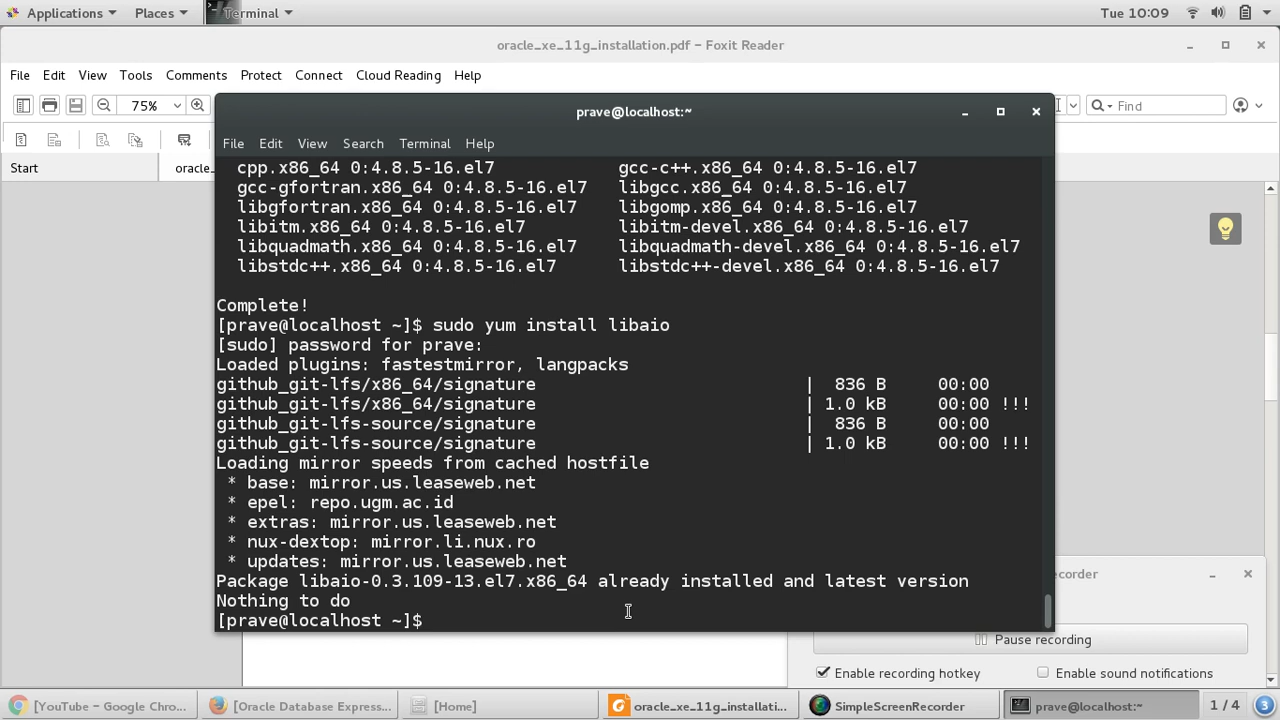 Applications Places Terminal Tue 10:09
oracle_xe_11g_installation.pdf – Foxit Reader
File Edit View Tools Comments Protect Connect Cloud Reading Help
75% Find
Start oracle_
prave@localhost:~
File Edit View Search Terminal Help
cpp.x86_64 0:4.8.5-16.el7 gcc-c++.x86_64 0:4.8.5-16.el7
gcc-gfortran.x86_64 0:4.8.5-16.el7 libgcc.x86_64 0:4.8.5-16.el7
libgfortran.x86_64 0:4.8.5-16.el7 libgomp.x86_64 0:4.8.5-16.el7
libitm.x86_64 0:4.8.5-16.el7 libitm-devel.x86_64 0:4.8.5-16.el7
libquadmath.x86_64 0:4.8.5-16.el7 libquadmath-devel.x86_64 0:4.8.5-16.el7
libstdc++.x86_64 0:4.8.5-16.el7 libstdc++-devel.x86_64 0:4.8.5-16.el7
Complete!
[prave@localhost ~]$ sudo yum install libaio
[sudo] password for prave:
Loaded plugins: fastestmirror, langpacks
github_git-lfs/x86_64/signature | 836 B 00:00
github_git-lfs/x86_64/signature | 1.0 kB 00:00 !!!
github_git-lfs-source/signature | 836 B 00:00
github_git-lfs-source/signature | 1.0 kB 00:00 !!!
Loading mirror speeds from cached hostfile
* base: mirror.us.leaseweb.net
* epel: repo.ugm.ac.id
* extras: mirror.us.leaseweb.net
* nux-dextop: mirror.li.nux.ro
* updates: mirror.us.leaseweb.net
Package libaio-0.3.109-13.el7.x86_64 already installed and latest version
Nothing to do
[prave@localhost ~]$
ecorder
Pause recording
Enable recording hotkey Enable sound notifications
[YouTube – Google Chro... [Oracle Database Express... [Home] oracle_xe_11g_installati... SimpleScreenRecorder prave@localhost:~ 1 / 4 3